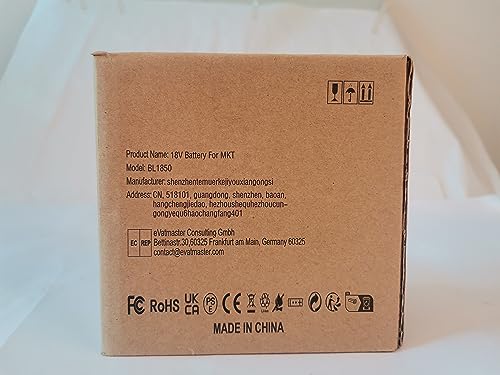 Product Name: 18V Battery For MKT
Model: BL1850
Manufacturer: shenzhentemuerkejiyouxiangongsi
Address: CN, 518101, guangdong, shenzhen, baoan,
hangchengjiedao, hezhoushequhezhoucun-
gongyequ6haochangfang401
EC REP
eVatmaster Consulting Gmbh
Bettinastr.30,60325 Frankfurt am Main, Germany 60325
contact@evatmaster.com
FC RoHS UK CA PS E CE
MADE IN CHINA